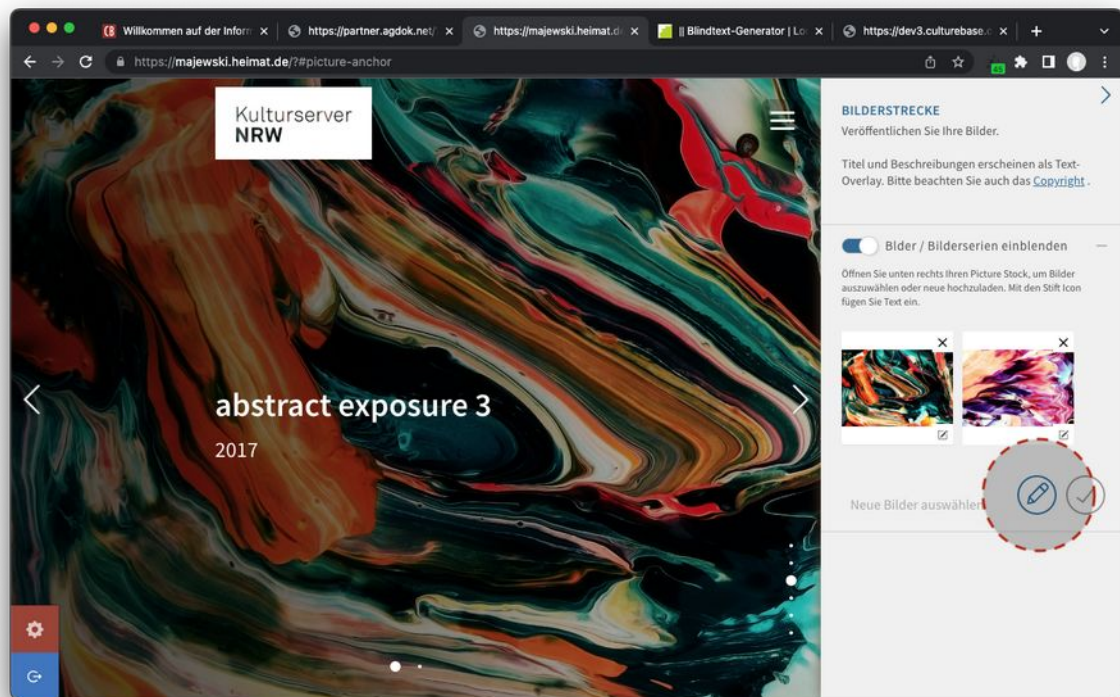 Willkommen auf der Inform
https://partner.agdok.net/
https://majewski.heimat.d
|| Blindtext-Generator | Lo
https://dev3.culturebase.c
https://majewski.heimat.de/?#picture-anchor
45
Kulturserver
NRW
abstract exposure 3
2017
BILDERSTRECKE
Veröffentlichen Sie Ihre Bilder.
Titel und Beschreibungen erscheinen als Text-
Overlay. Bitte beachten Sie auch das Copyright .
Blder / Bilderserien einblenden
Öffnen Sie unten rechts Ihren Picture Stock, um Bilder
auszuwählen oder neue hochzuladen. Mit den Stift Icon
fügen Sie Text ein.
Neue Bilder auswählen